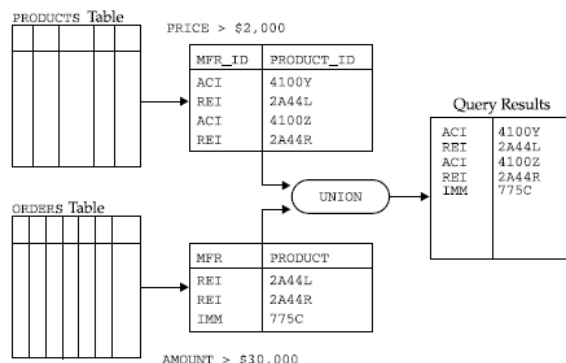 PRODUCTS Table
PRICE > $2,000
MFR_ID PRODUCT_ID
ACI 4100Y
REI 2A44L
ACI 4100Z
REI 2A44R
Query Results
ACI 4100Y
REI 2A44L
ACI 4100Z
REI 2A44R
IMM 775C
UNION
ORDERS Table
MFR PRODUCT
REI 2A44L
REI 2A44R
IMM 775C
AMOUNT > $30,000